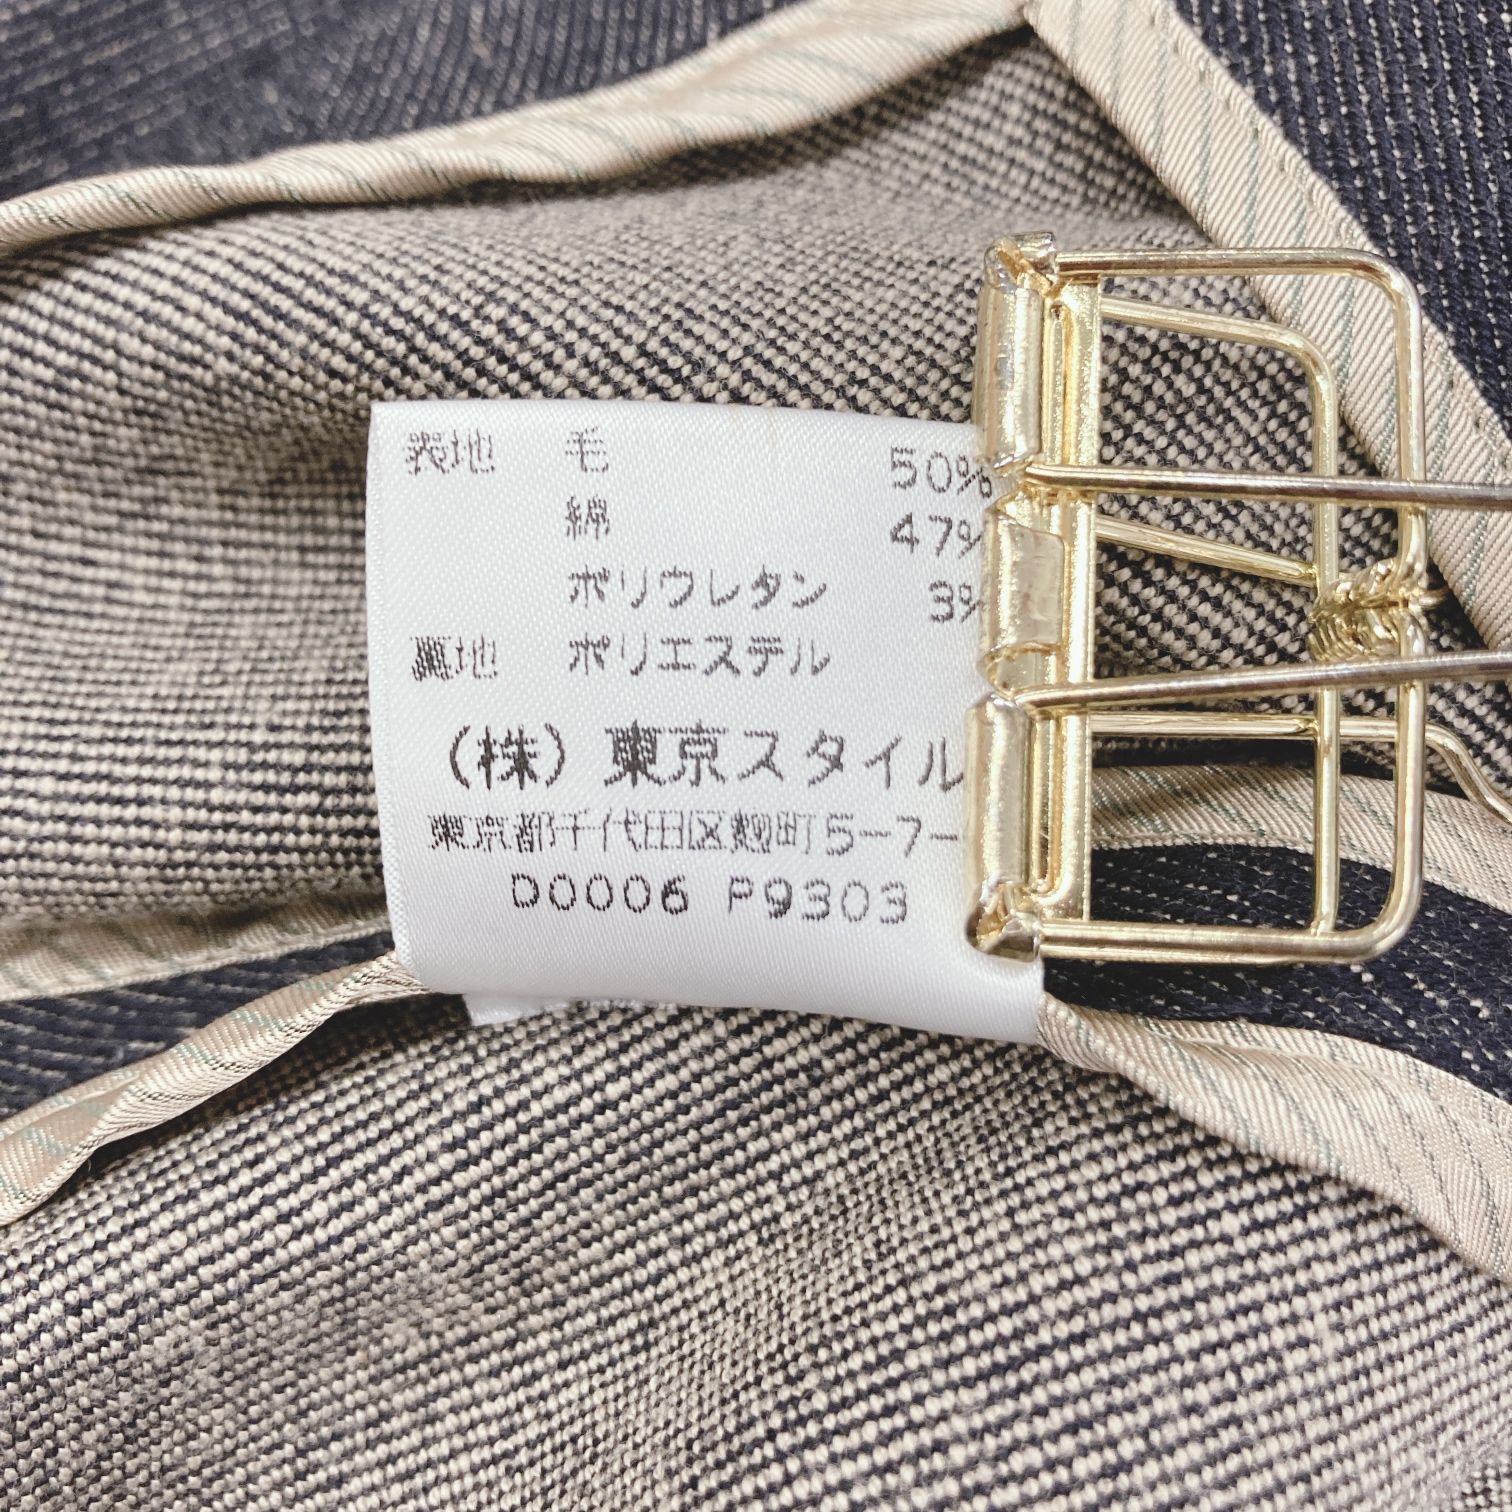 表地 毛 50%
綿 47%
ポリウレタン 3%
裏地 ポリエステル
(株) 東京スタイル
東京都千代田区麹町5-7-
D0006 P9303